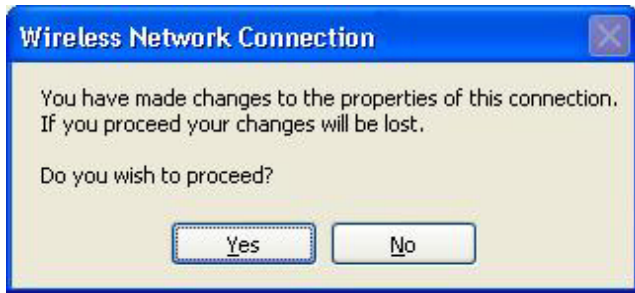 Wireless Network Connection
You have made changes to the properties of this connection.
If you proceed your changes will be lost.
Do you wish to proceed?
Yes No